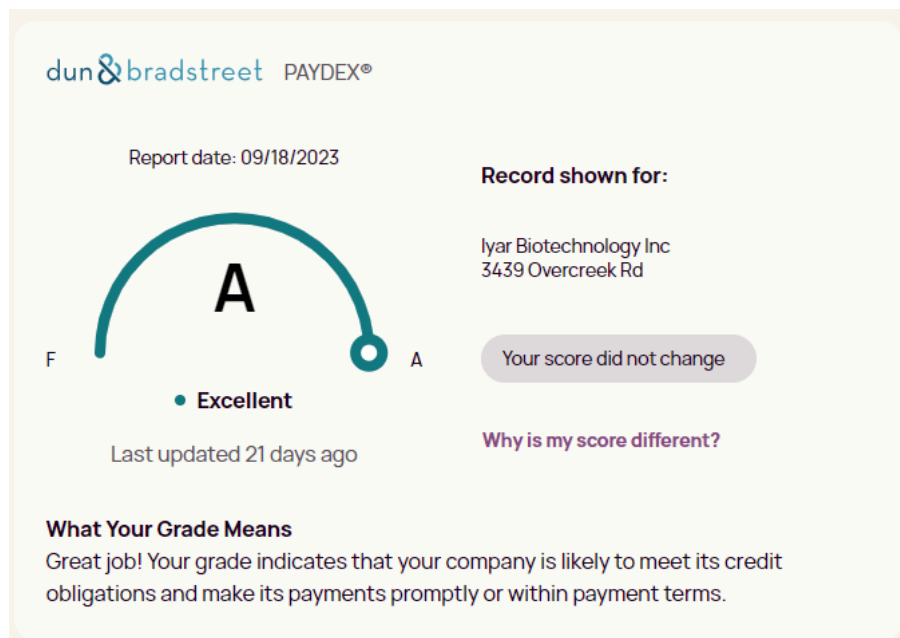 dun & bradstreet PAYDEX®
Report date: 09/18/2023
A
F
A
Excellent
Last updated 21 days ago
Record shown for:
Iyar Biotechnology Inc
3439 Overcreek Rd
Your score did not change
Why is my score different?
What Your Grade Means
Great job! Your grade indicates that your company is likely to meet its credit
obligations and make its payments promptly or within payment terms.